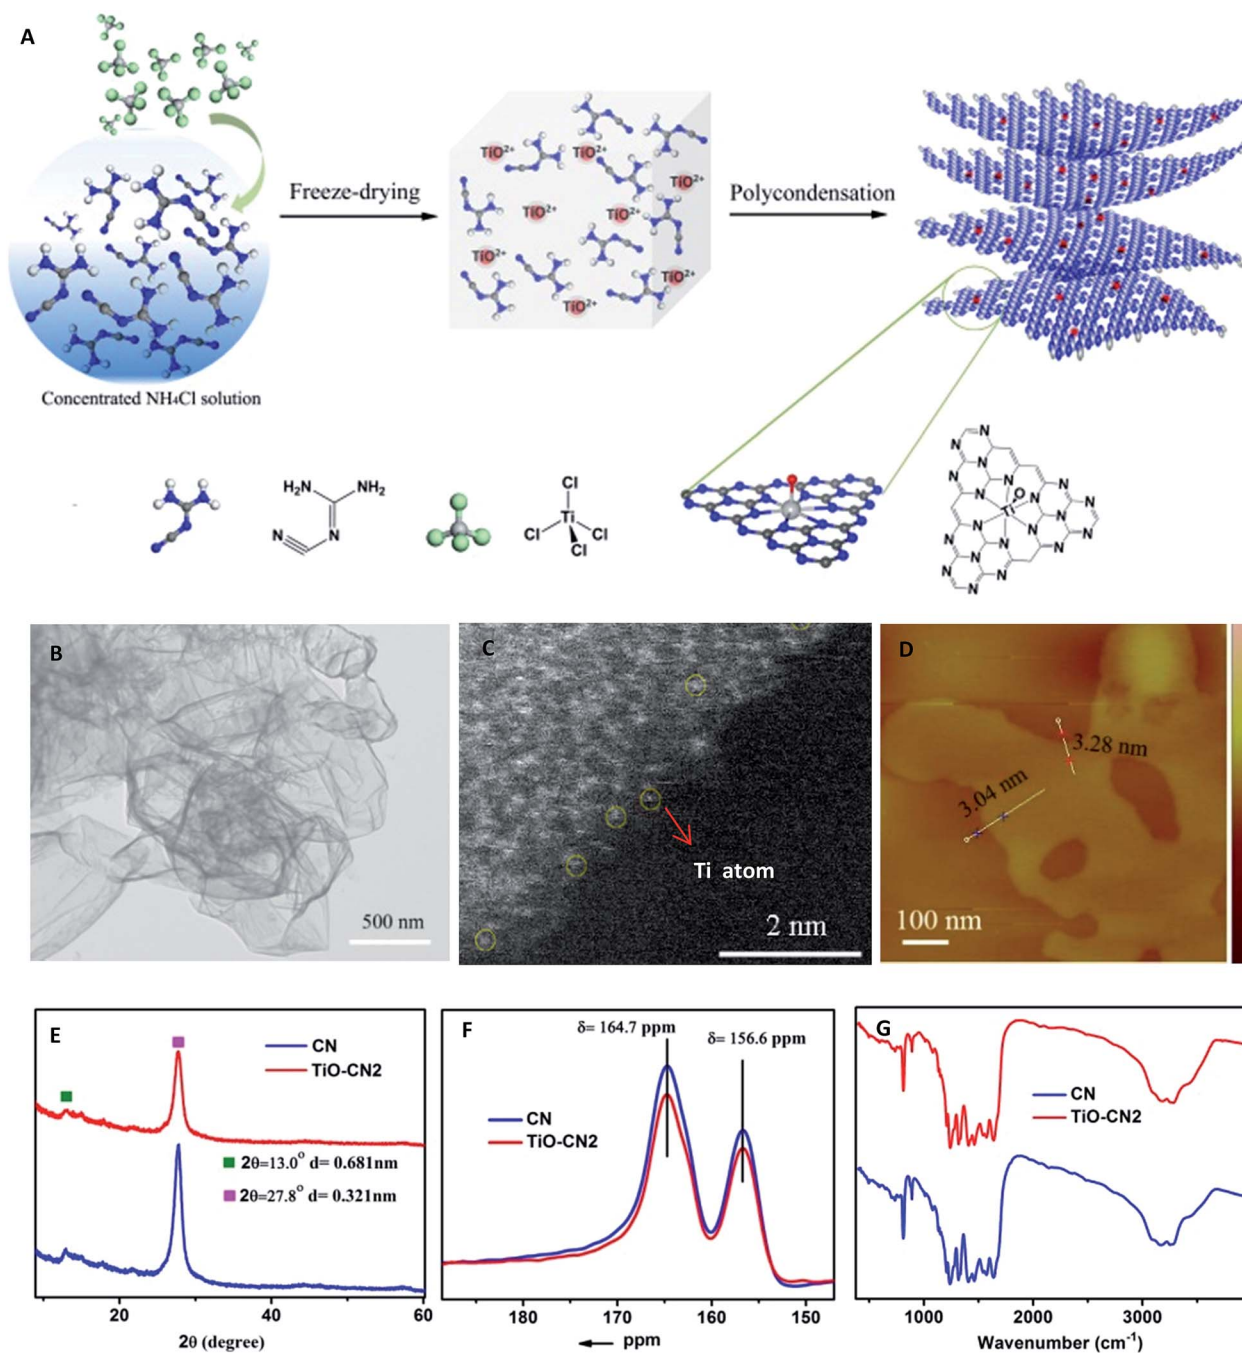 A
Freeze-drying
Polycondensation
TiO²⁺
TiO²⁺
TiO²⁺
TiO²⁺
TiO²⁺
TiO²⁺
TiO²⁺
TiO²⁺
Concentrated NH₄Cl solution
H₂N
NH₂
N
N
Cl
Ti
Cl
Cl
Cl
N
N
N
N
N
N
N
O
Ti
N
N
N
N
N
N
N
N
N
N
N
N
N
B
500 nm
C
Ti atom
2 nm
D
3.28 nm
3.04 nm
100 nm
E
CN
TiO-CN2
2θ=13.0° d= 0.681nm
2θ=27.8° d= 0.321nm
20
40
60
2θ (degree)
F
δ= 164.7 ppm
δ= 156.6 ppm
CN
TiO-CN2
180
170
160
150
← ppm
G
CN
TiO-CN2
1000
2000
3000
Wavenumber (cm⁻¹)